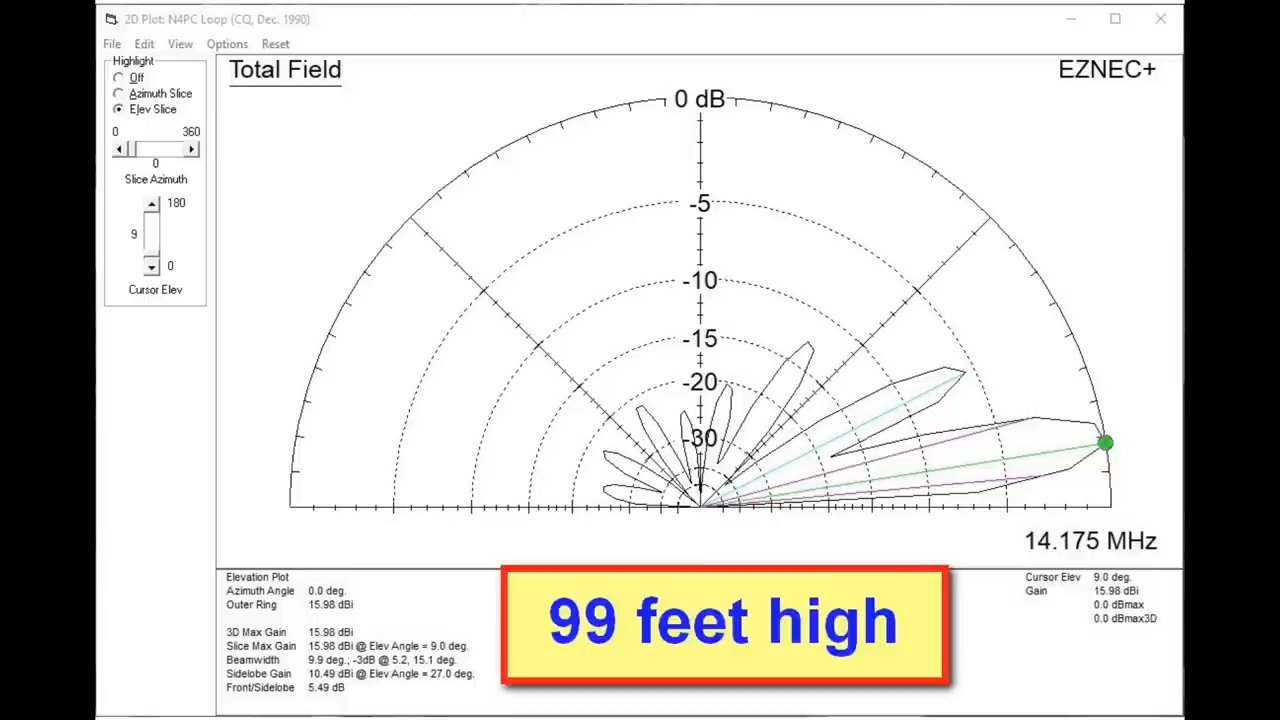 2D Plot: N4PC Loop (CQ, Dec. 1990)
File Edit View Options Reset
Highlight
Off
Azimuth Slice
Elev Slice
0 360
0
Slice Azimuth
180
9
0
Cursor Elev
Total Field
EZNEC+
0 dB
-5
-10
-15
-20
-30
14.175 MHz
Elevation Plot
Azimuth Angle 0.0 deg.
Outer Ring 15.98 dBi
3D Max Gain 15.98 dBi
Slice Max Gain 15.98 dBi @ Elev Angle = 9.0 deg.
Beamwidth 9.9 deg.; -3dB @ 5.2, 15.1 deg.
Sidelobe Gain 10.49 dBi @ Elev Angle = 27.0 deg.
Front/Sidelobe 5.49 dB
99 feet high
Cursor Elev 9.0 deg.
Gain 15.98 dBi
0.0 dBmax
0.0 dBmax3D